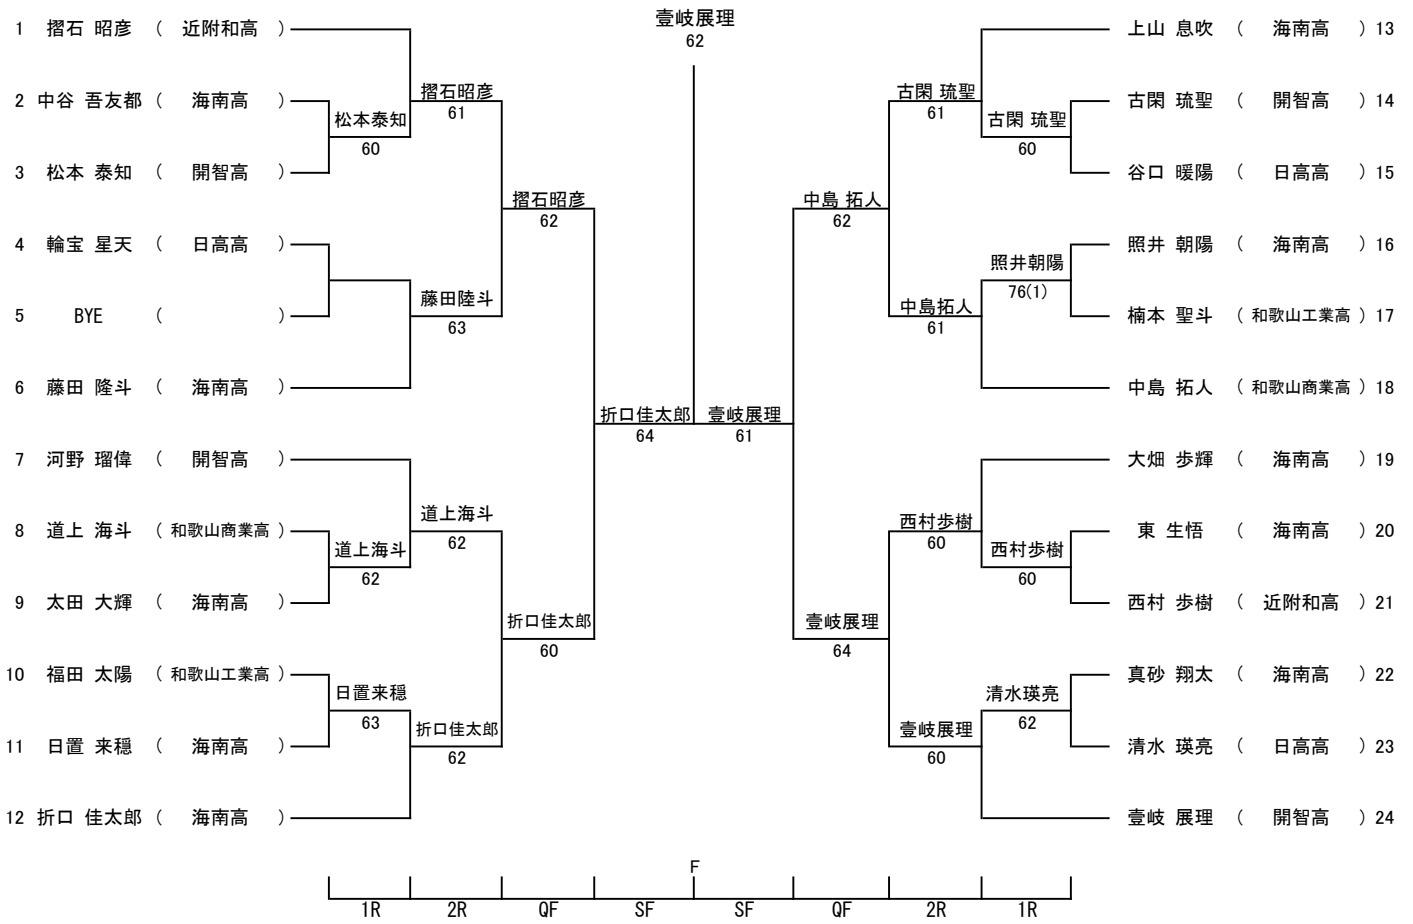 壹岐展理
62
1 摺石 昭彦 ( 近附和高 )
2 中谷 吾友都 ( 海南高 )
3 松本 泰知 ( 開智高 )
4 輪宝 星天 ( 日高高 )
5 BYE ( )
6 藤田 隆斗 ( 海南高 )
7 河野 瑠偉 ( 開智高 )
8 道上 海斗 ( 和歌山商業高 )
9 太田 大輝 ( 海南高 )
10 福田 太陽 ( 和歌山工業高 )
11 日置 来穏 ( 海南高 )
12 折口 佳太郎 ( 海南高 )
松本泰知
60
道上海斗
62
日置来穏
63
摺石昭彦
61
藤田陸斗
63
道上海斗
62
折口佳太郎
62
摺石昭彦
62
折口佳太郎
60
折口佳太郎
64
壹岐展理
61
中島 拓人
62
壹岐展理
64
古閑 琉聖
61
中島拓人
61
西村歩樹
60
壹岐展理
60
古閑 琉聖
60
照井朝陽
76(1)
西村歩樹
60
清水瑛亮
62
上山 息吹 ( 海南高 ) 13
古閑 琉聖 ( 開智高 ) 14
谷口 暖陽 ( 日高高 ) 15
照井 朝陽 ( 海南高 ) 16
楠本 聖斗 ( 和歌山工業高 ) 17
中島 拓人 ( 和歌山商業高 ) 18
大畑 歩輝 ( 海南高 ) 19
東 生悟 ( 海南高 ) 20
西村 歩樹 ( 近附和高 ) 21
真砂 翔太 ( 海南高 ) 22
清水 瑛亮 ( 日高高 ) 23
壹岐 展理 ( 開智高 ) 24
F
1R 2R QF SF SF QF 2R 1R